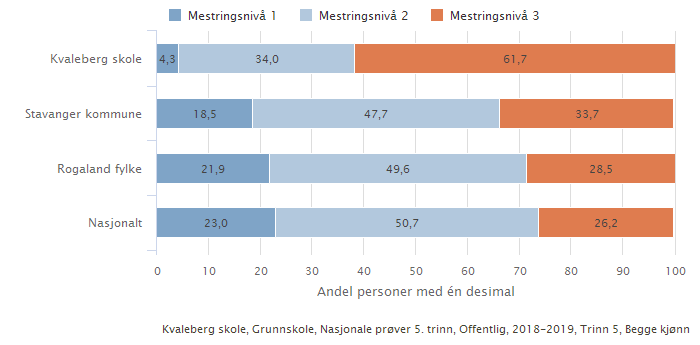 Mestringsnivå 1 Mestringsnivå 2 Mestringsnivå 3
Kvaleberg skole 4,3 34,0 61,7
Stavanger kommune 18,5 47,7 33,7
Rogaland fylke 21,9 49,6 28,5
Nasjonalt 23,0 50,7 26,2
0 10 20 30 40 50 60 70 80 90 100
Andel personer med én desimal
Kvaleberg skole, Grunnskole, Nasjonale prøver 5. trinn, Offentlig, 2018-2019, Trinn 5, Begge kjønn